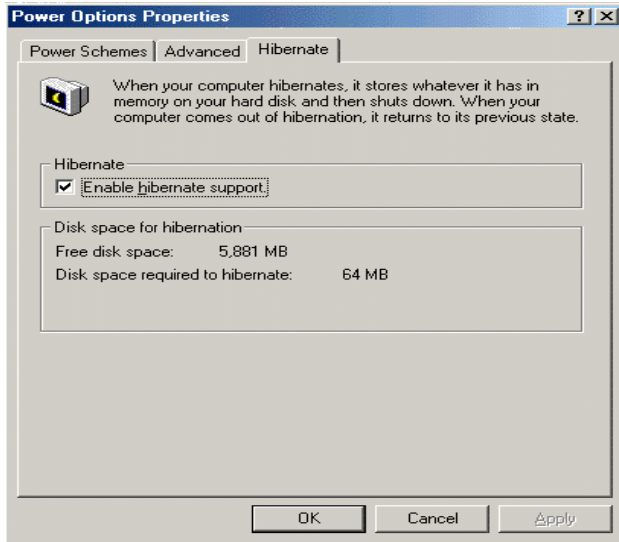 Power Options Properties
Power Schemes Advanced Hibernate
When your computer hibernates, it stores whatever it has in
memory on your hard disk and then shuts down. When your
computer comes out of hibernation, it returns to its previous state.
Hibernate
Enable hibernate support.
Disk space for hibernation
Free disk space: 5,881 MB
Disk space required to hibernate: 64 MB
OK Cancel Apply